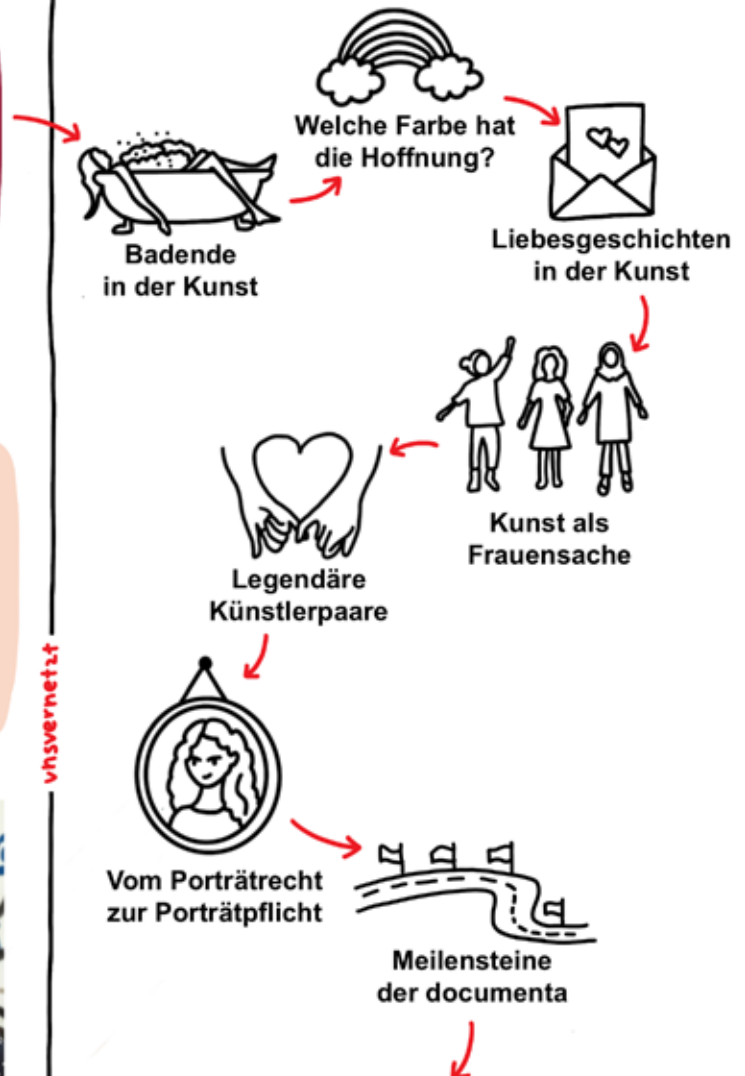 Welche Farbe hat
die Hoffnung?
Badende
in der Kunst
Liebesgeschichten
in der Kunst
Kunst als
Frauensache
Legendäre
Künstlerpaare
vhsvernetzt
Vom Porträtrecht
zur Porträtpflicht
Meilensteine
der documenta